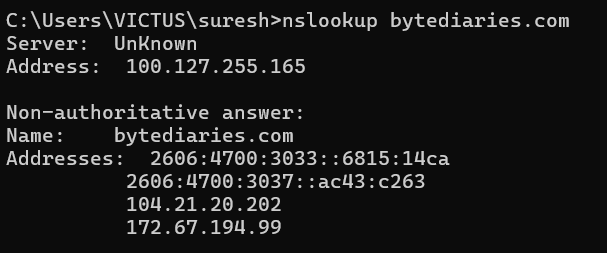 C:\Users\VICTUS\suresh>nslookup bytediaries.com
Server:  UnKnown
Address:  100.127.255.165

Non-authoritative answer:
Name:    bytediaries.com
Addresses:  2606:4700:3033::6815:14ca
          2606:4700:3037::ac43:c263
          104.21.20.202
          172.67.194.99